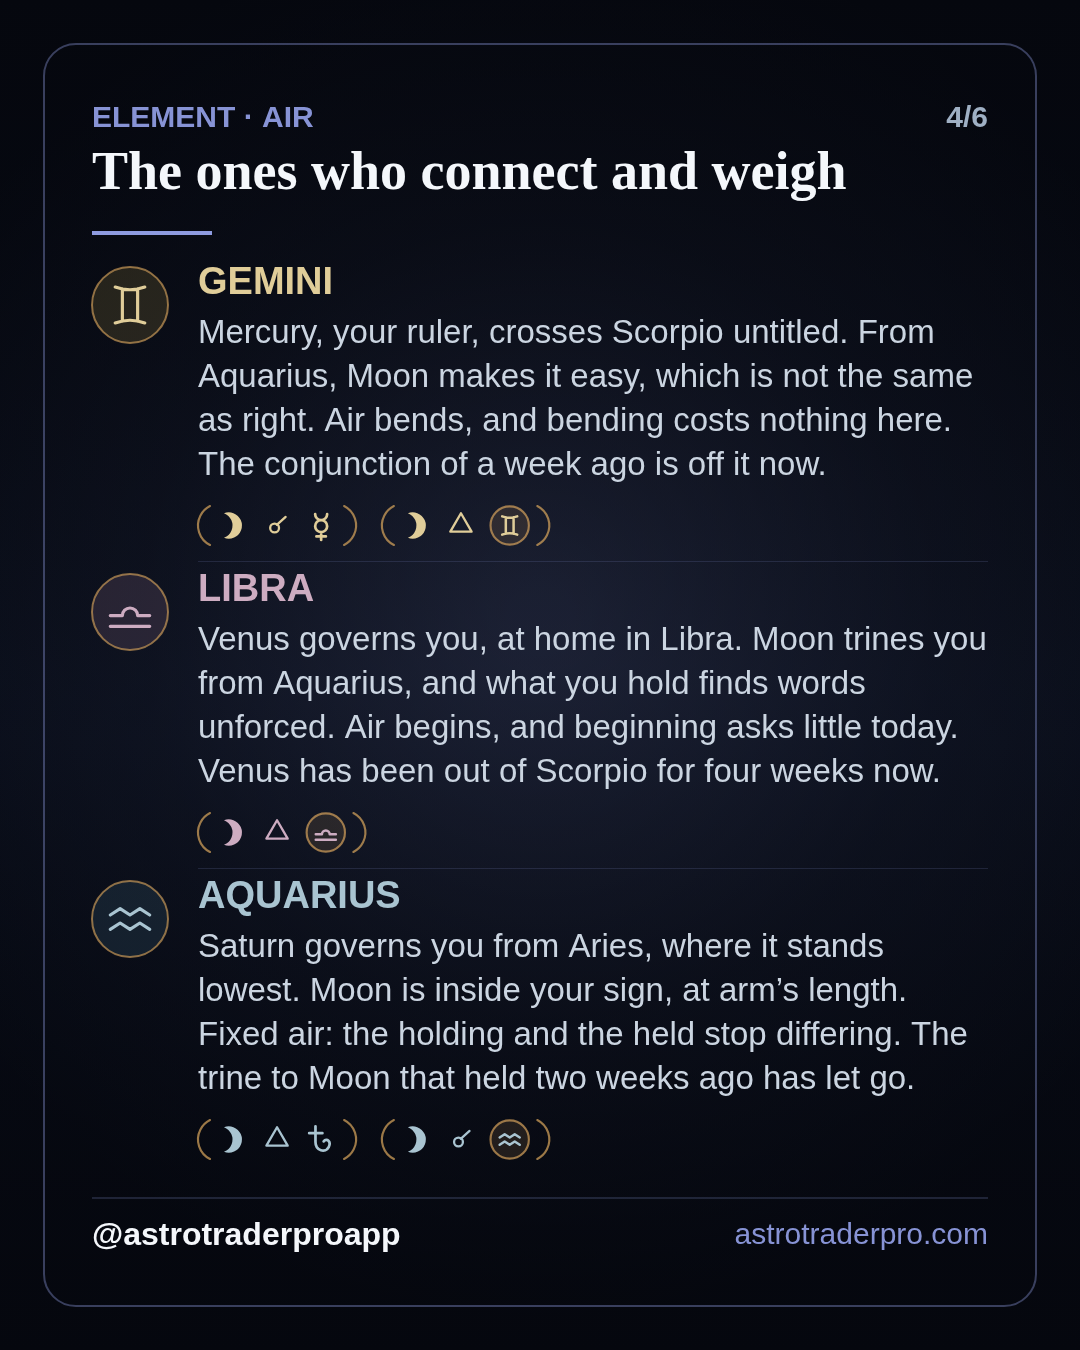 ELEMENT · AIR
4/6
The ones who connect and weigh
GEMINI
Mercury, your ruler, crosses Scorpio untitled. From
Aquarius, Moon makes it easy, which is not the same
as right. Air bends, and bending costs nothing here.
The conjunction of a week ago is off it now.
LIBRA
Venus governs you, at home in Libra. Moon trines you
from Aquarius, and what you hold finds words
unforced. Air begins, and beginning asks little today.
Venus has been out of Scorpio for four weeks now.
AQUARIUS
Saturn governs you from Aries, where it stands
lowest. Moon is inside your sign, at arm’s length.
Fixed air: the holding and the held stop differing. The
trine to Moon that held two weeks ago has let go.
@astrotraderproapp
astrotraderpro.com